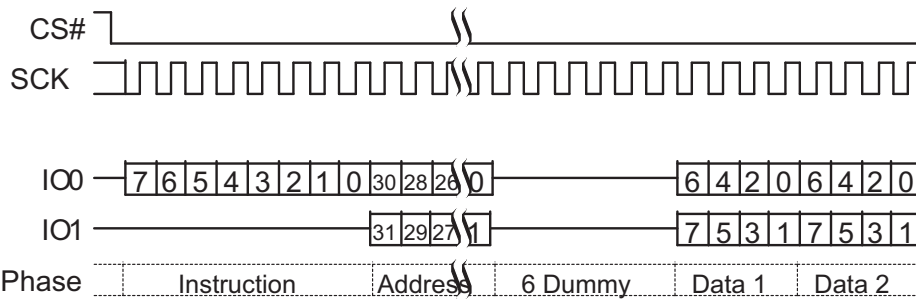 CS#
SCK
IO0 7 6 5 4 3 2 1 0 30 28 26 0 6 4 2 0 6 4 2 0
IO1 31 29 27 1 7 5 3 1 7 5 3 1
Phase Instruction Address 6 Dummy Data 1 Data 2